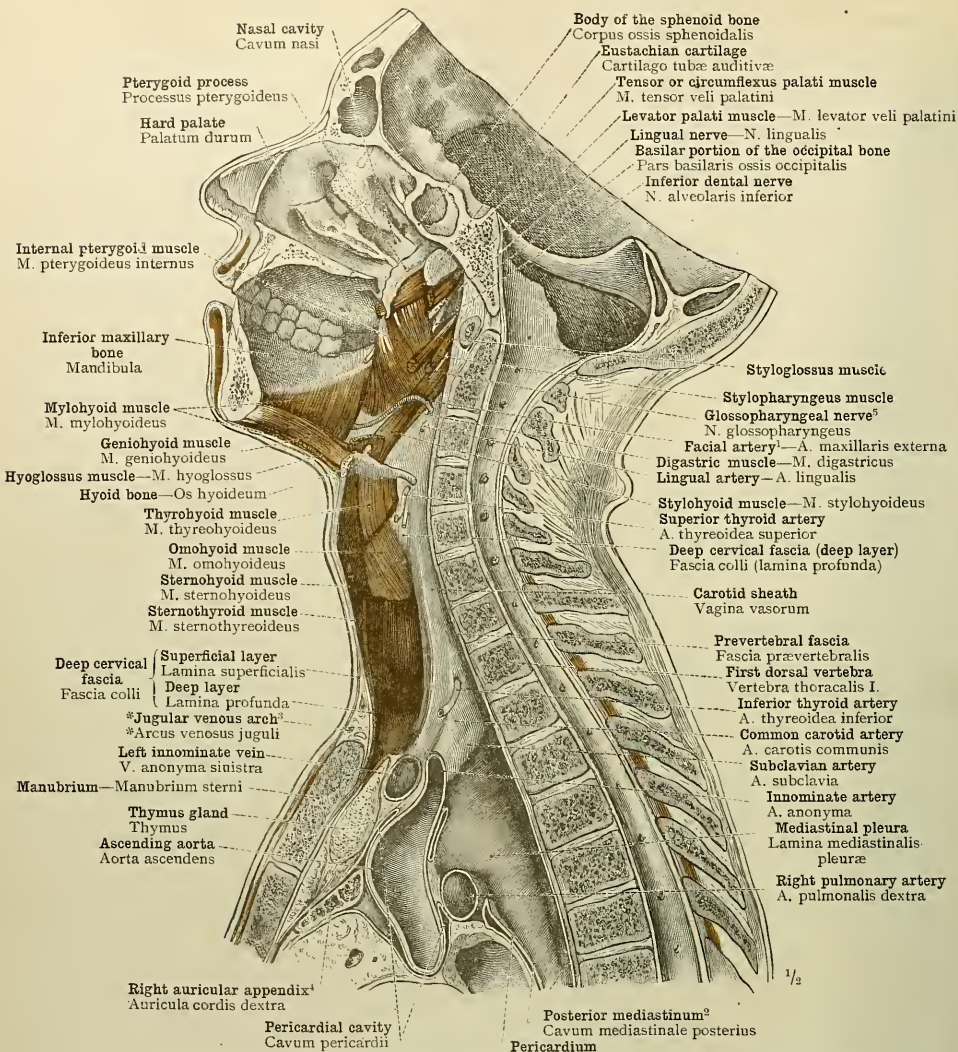 Nasal cavity
Cavum nasi
Pterygoid process
Processus pterygoideus
Hard palate
Palatum durum
Internal pterygoid muscle
M. pterygoideus internus
Inferior maxillary
bone
Mandibula
Mylohyoid muscle
M. mylohyoideus
Geniohyoid muscle
M. geniohyoideus
Hyoglossus muscle—M. hyoglossus
Hyoid bone—Os hyoideum
Thyrohyoid muscle
M. thyreohyoideus
Omohyoid muscle
M. omohyoideus
Sternohyoid muscle
M. sternohyoideus
Sternothyroid muscle
M. sternothyreoideus
Deep cervical
fascia
Fascia colli
Superficial layer
Lamina superficialis
Deep layer
Lamina profunda
*Jugular venous arch³
*Arcus venosus juguli
Left innominate vein
V. anonyma sinistra
Manubrium—Manubrium sterni
Thymus gland
Thymus
Ascending aorta
Aorta ascendens
Right auricular appendix⁴
Auricula cordis dextra
Pericardial cavity
Cavum pericardii
Body of the sphenoid bone
Corpus ossis sphenoidalis
Eustachian cartilage
Cartilago tubæ auditivæ
Tensor or circumflexus palati muscle
M. tensor veli palatini
Levator palati muscle—M. levator veli palatini
Lingual nerve—N. lingualis
Basilar portion of the occipital bone
Pars basilaris ossis occipitalis
Inferior dental nerve
N. alveolaris inferior
Styloglossus muscle
Stylopharyngeus muscle
Glossopharyngeal nerve⁵
N. glossopharyngeus
Facial artery¹—A. maxillaris externa
Digastric muscle—M. digastricus
Lingual artery—A. lingualis
Stylohyoid muscle—M. stylohyoideus
Superior thyroid artery
A. thyreoidea superior
Deep cervical fascia (deep layer)
Fascia colli (lamina profunda)
Carotid sheath
Vagina vasorum
Prevertebral fascia
Fascia prævertebralis
First dorsal vertebra
Vertebra thoracalis I.
Inferior thyroid artery
A. thyreoidea inferior
Common carotid artery
A. carotis communis
Subclavian artery
A. subclavia
Innominate artery
A. anonyma
Mediastinal pleura
Lamina mediastinalis
pleuræ
Right pulmonary artery
A. pulmonalis dextra
1/2
Posterior mediastinum²
Cavum mediastinale posterius
Pericardium